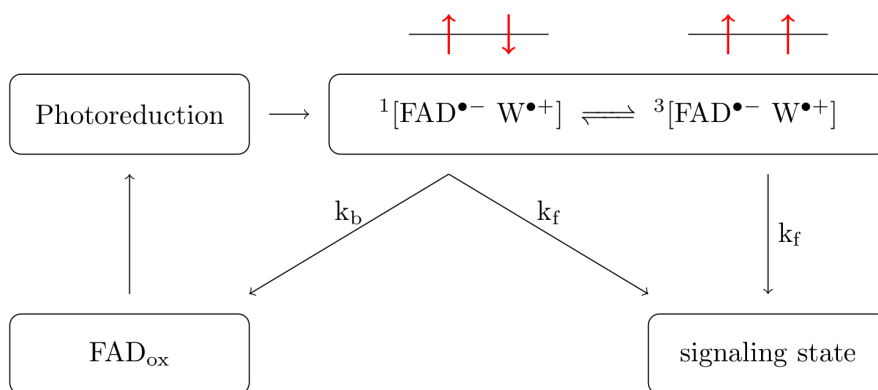 Photoreduction
¹[FAD•− W•+] ⇌ ³[FAD•− W•+]
k_b
k_f
k_f
FAD_ox
signaling state